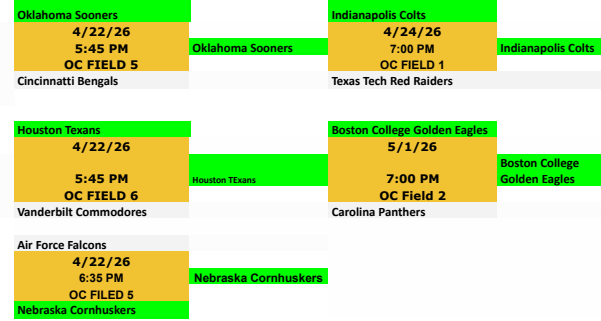 Oklahoma Sooners
4/22/26
5:45 PM
OC FIELD 5
Cincinnatti Bengals
Oklahoma Sooners
Indianapolis Colts
4/24/26
7:00 PM
OC FIELD 1
Texas Tech Red Raiders
Indianapolis Colts
Houston Texans
4/22/26
5:45 PM
OC FIELD 6
Vanderbilt Commodores
Houston TExans
Boston College Golden Eagles
5/1/26
7:00 PM
OC Field 2
Carolina Panthers
Boston College
Golden Eagles
Air Force Falcons
4/22/26
6:35 PM
OC FILED 5
Nebraska Cornhuskers
Nebraska Cornhuskers